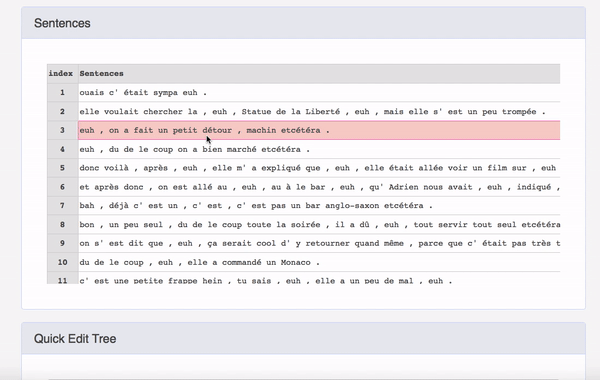 Sentences
index Sentences
1 ouais c' était sympa euh .
2 elle voulait chercher la , euh , Statue de la Liberté , euh , mais elle s' est un peu trompée .
3 euh , on a fait un petit détour , machin etcétéra .
4 euh , du de le coup on a bien marché etcétéra .
5 donc voilà , après , euh , elle m' a expliqué que , euh , elle était allée voir un film sur , euh
6 et après donc , on est allé au , euh , au à le bar , euh , qu' Adrien nous avait , euh , indiqué ,
7 bah , déjà c' est un , c' est , c' est pas un bar anglo-saxon etcétéra .
8 bon , un peu seul , du de le coup toute la soirée , il a dû , euh , tout servir tout seul etcétéra
9 on s' est dit que , euh , ça serait cool d' y retourner quand même , parce que c' était pas très t
10 du de le coup , euh , elle a commandé un Monaco .
11 c' est une petite frappe hein , tu sais , euh , elle a un peu de mal , euh .
Quick Edit Tree